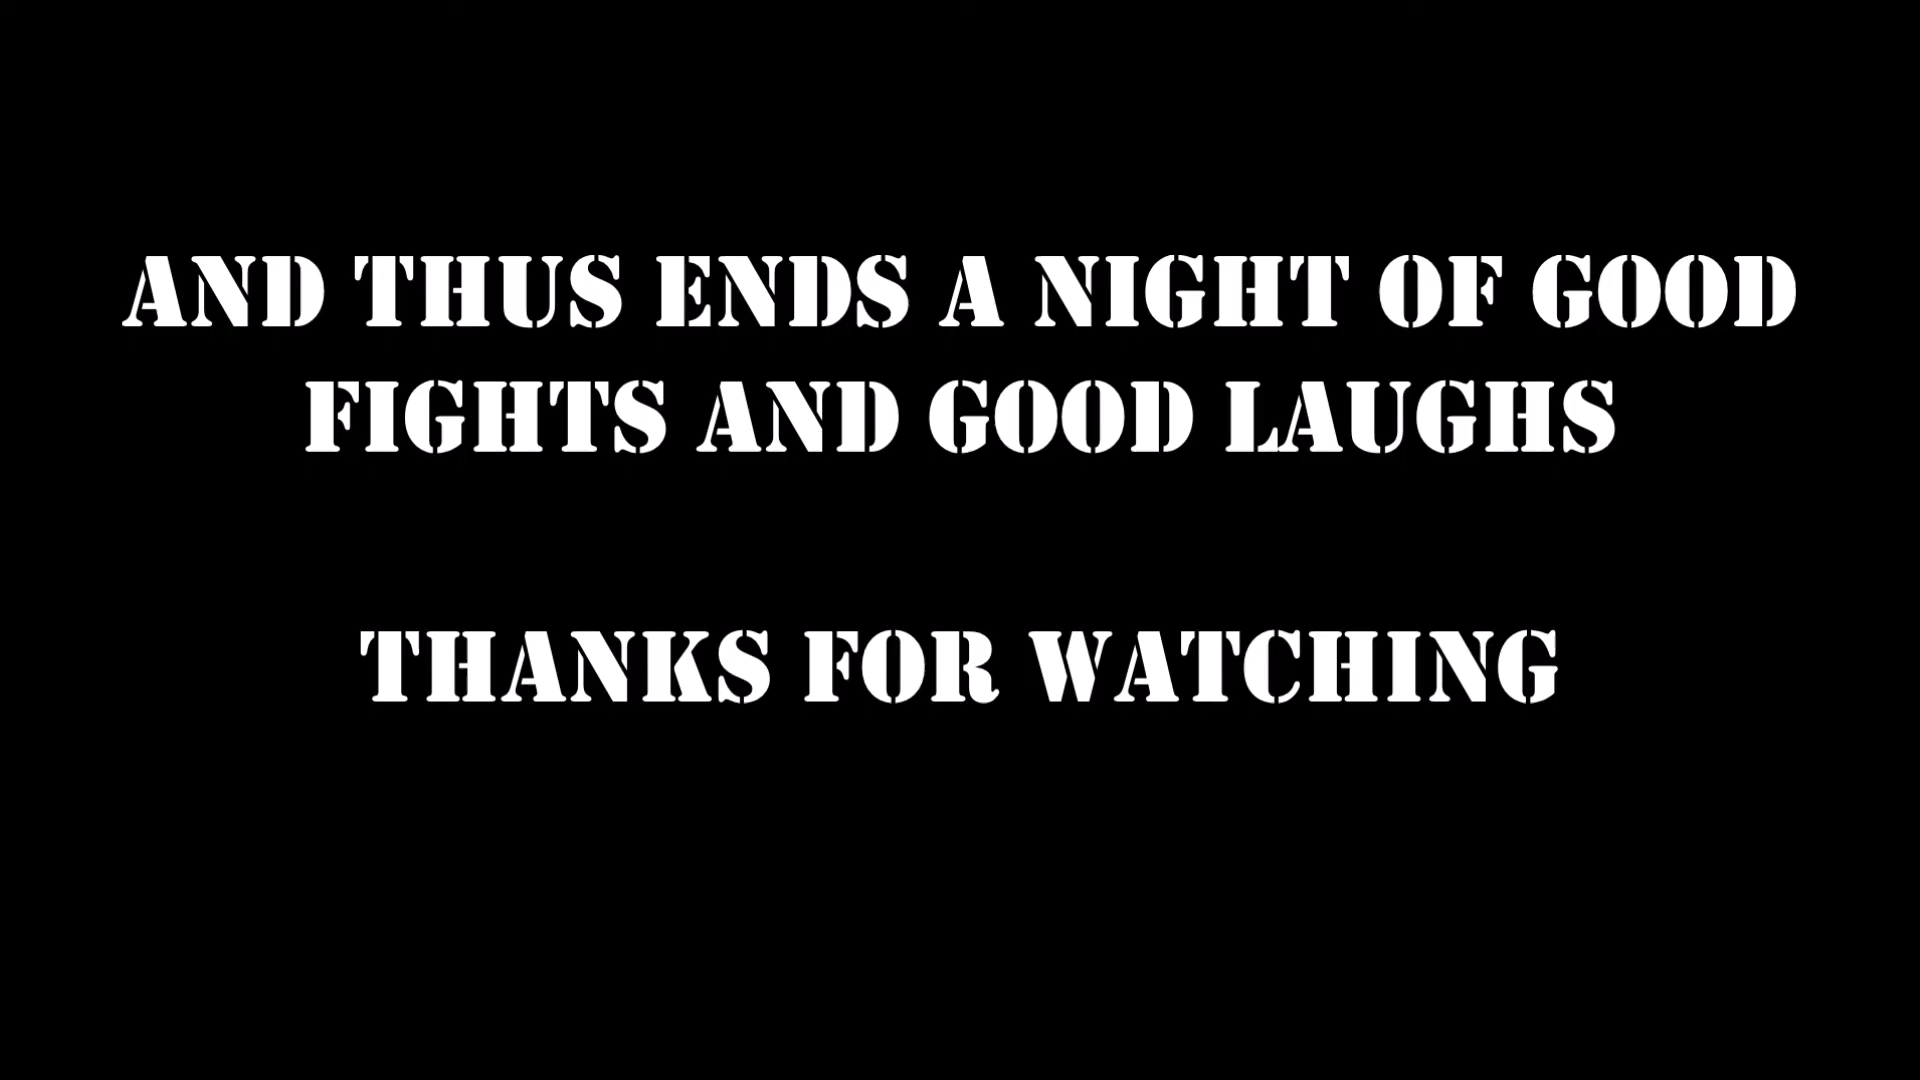 AND THUS ENDS A NIGHT OF GOOD
FIGHTS AND GOOD LAUGHS
THANKS FOR WATCHING